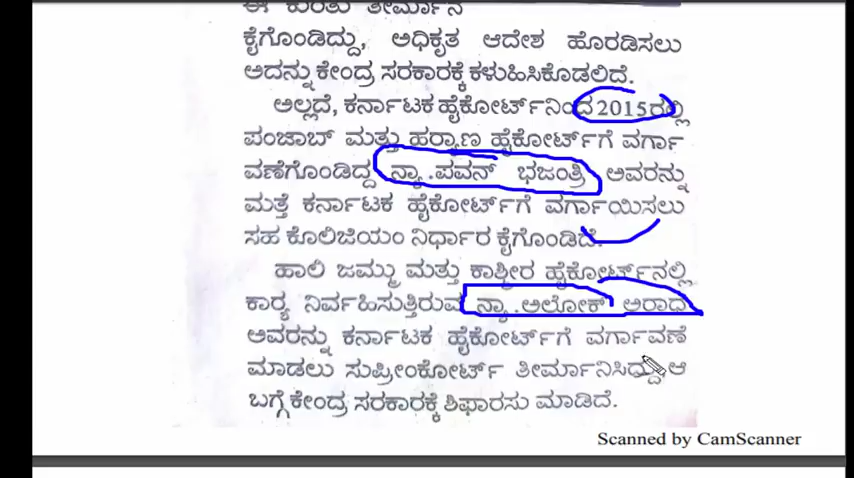 ಈ ಕುರಿತು ತೀರ್ಮಾನ
ಕೈಗೊಂಡಿದ್ದು, ಅಧಿಕೃತ ಆದೇಶ ಹೊರಡಿಸಲು
ಅದನ್ನು ಕೇಂದ್ರ ಸರಕಾರಕ್ಕೆ ಕಳುಹಿಸಿಕೊಡಲಿದೆ.
ಅಲ್ಲದೆ, ಕರ್ನಾಟಕ ಹೈಕೋರ್ಟ್‌ನಿಂದ 2015ರಲ್ಲಿ
ಪಂಜಾಬ್ ಮತ್ತು ಹರ‍್ಯಾಣ ಹೈಕೋರ್ಟ್‌ಗೆ ವರ್ಗಾ
ವಣೆಗೊಂಡಿದ್ದ ನ್ಯಾ.ಪವನ್ ಭಜಂತ್ರಿ ಅವರನ್ನು
ಮತ್ತೆ ಕರ್ನಾಟಕ ಹೈಕೋರ್ಟ್‌ಗೆ ವರ್ಗಾಯಿಸಲು
ಸಹ ಕೊಲಿಜಿಯಂ ನಿರ್ಧಾರ ಕೈಗೊಂಡಿದೆ.
ಹಾಲಿ ಜಮ್ಮು ಮತ್ತು ಕಾಶ್ಮೀರ ಹೈಕೋರ್ಟ್‌ನಲ್ಲಿ
ಕಾರ‍್ಯ ನಿರ್ವಹಿಸುತ್ತಿರುವ ನ್ಯಾ.ಅಲೋಕ್ ಅರಾದೆ
ಅವರನ್ನು ಕರ್ನಾಟಕ ಹೈಕೋರ್ಟ್‌ಗೆ ವರ್ಗಾವಣೆ
ಮಾಡಲು ಸುಪ್ರೀಂಕೋರ್ಟ್ ತೀರ್ಮಾನಿಸಿದ್ದು ಆ
ಬಗ್ಗೆ ಕೇಂದ್ರ ಸರಕಾರಕ್ಕೆ ಶಿಫಾರಸು ಮಾಡಿದೆ.
Scanned by CamScanner